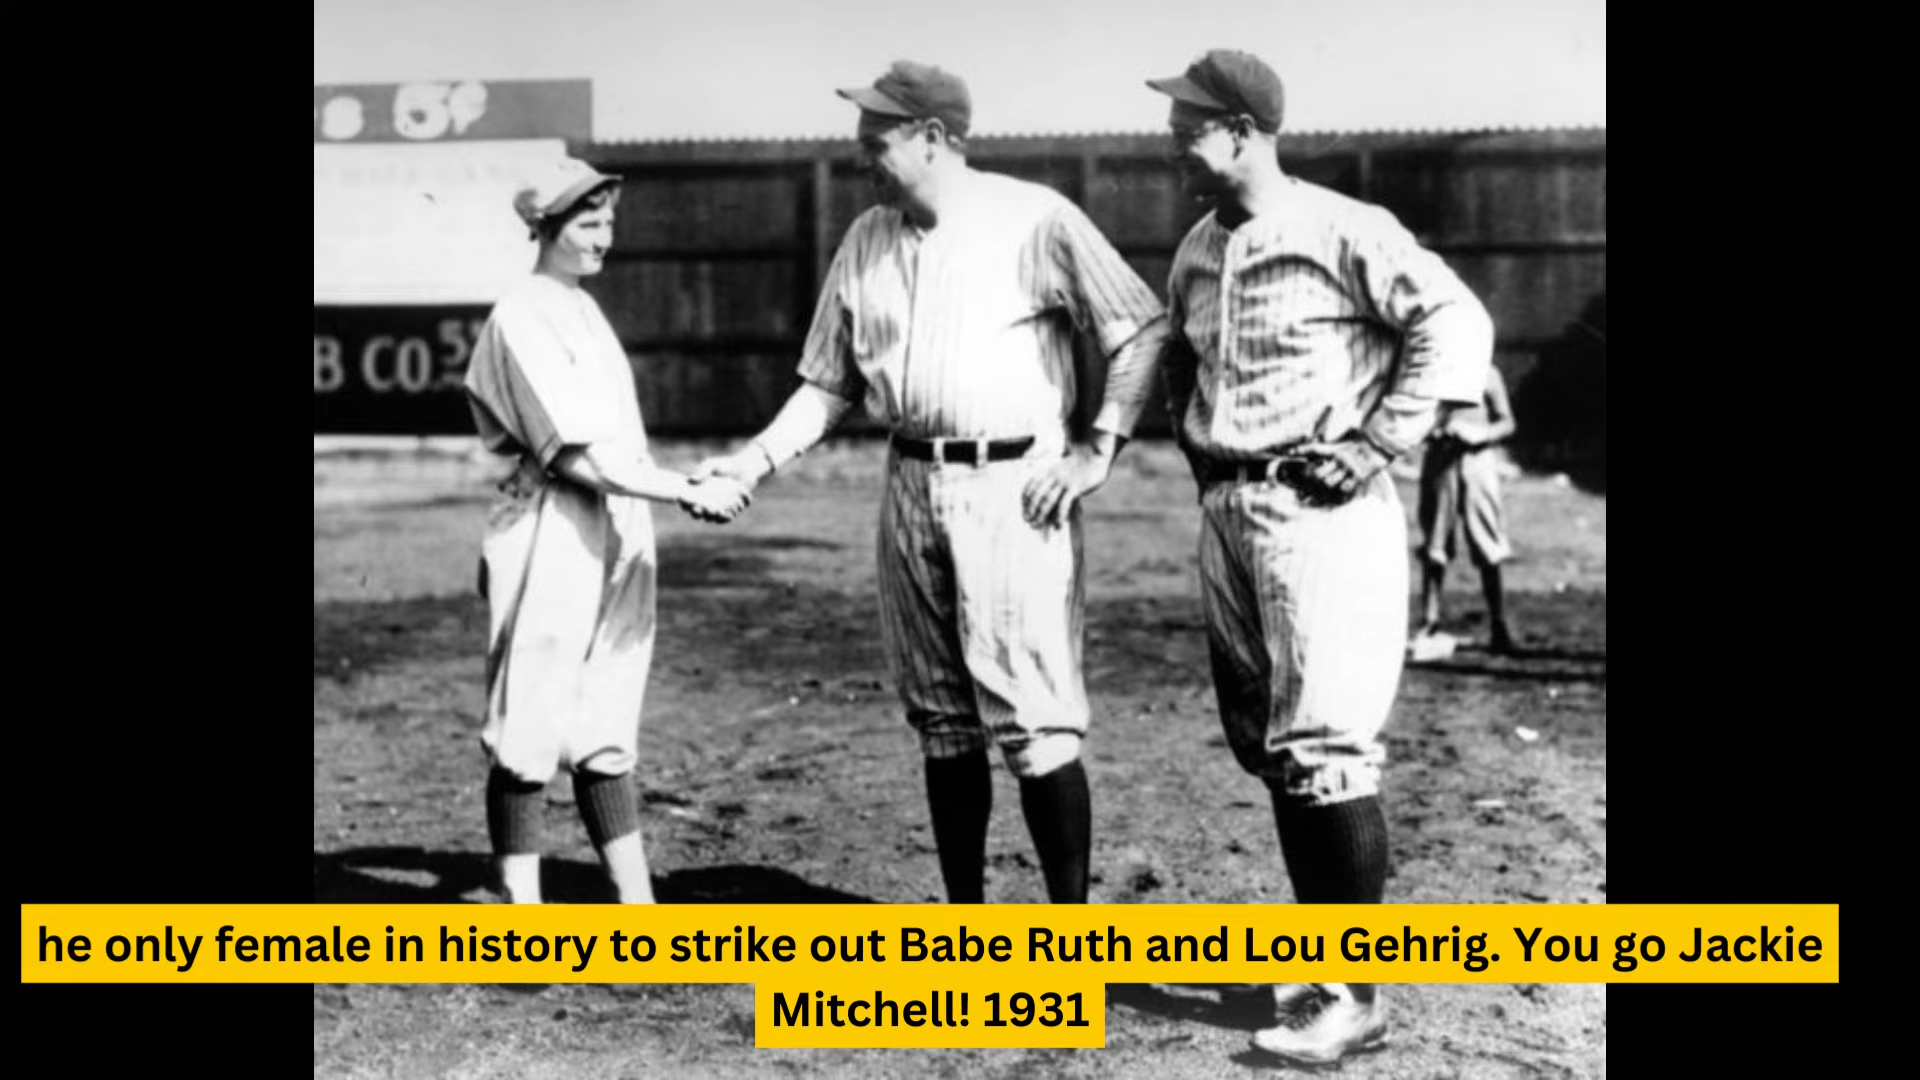 s 5¢
B CO.
he only female in history to strike out Babe Ruth and Lou Gehrig. You go Jackie
Mitchell! 1931